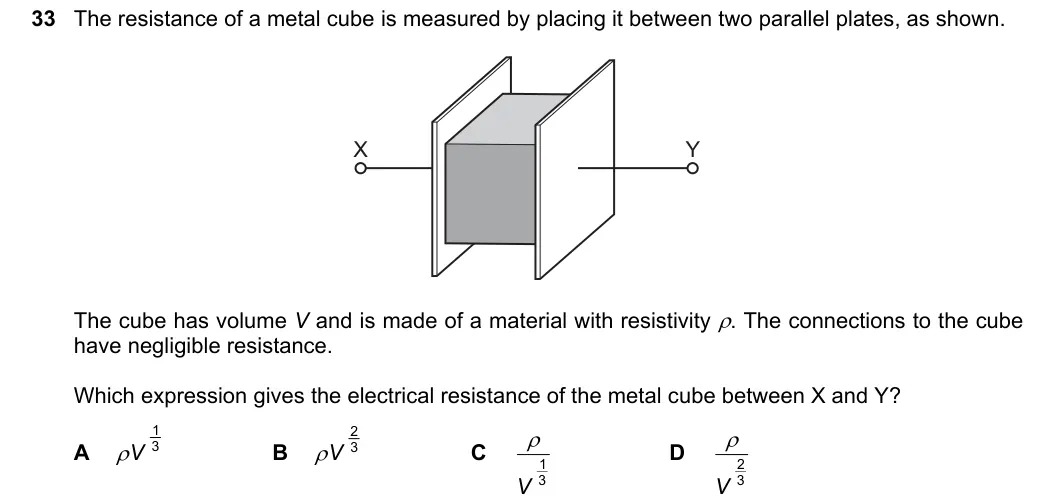 33 The resistance of a metal cube is measured by placing it between two parallel plates, as shown.
X
Y
The cube has volume V and is made of a material with resistivity ρ. The connections to the cube
have negligible resistance.
Which expression gives the electrical resistance of the metal cube between X and Y?
A ρV^(1/3) B ρV^(2/3) C ρ/V^(1/3) D ρ/V^(2/3)